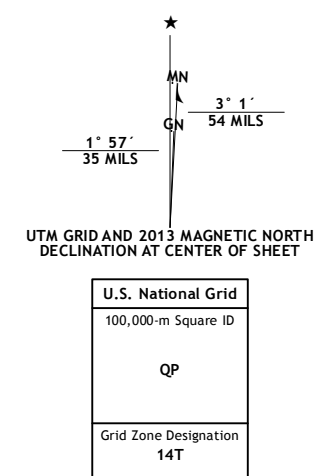 ★
MN
GN
3° 1´
54 MILS
1° 57´
35 MILS
UTM GRID AND 2013 MAGNETIC NORTH
DECLINATION AT CENTER OF SHEET
U.S. National Grid
100,000-m Square ID
QP
Grid Zone Designation
14T